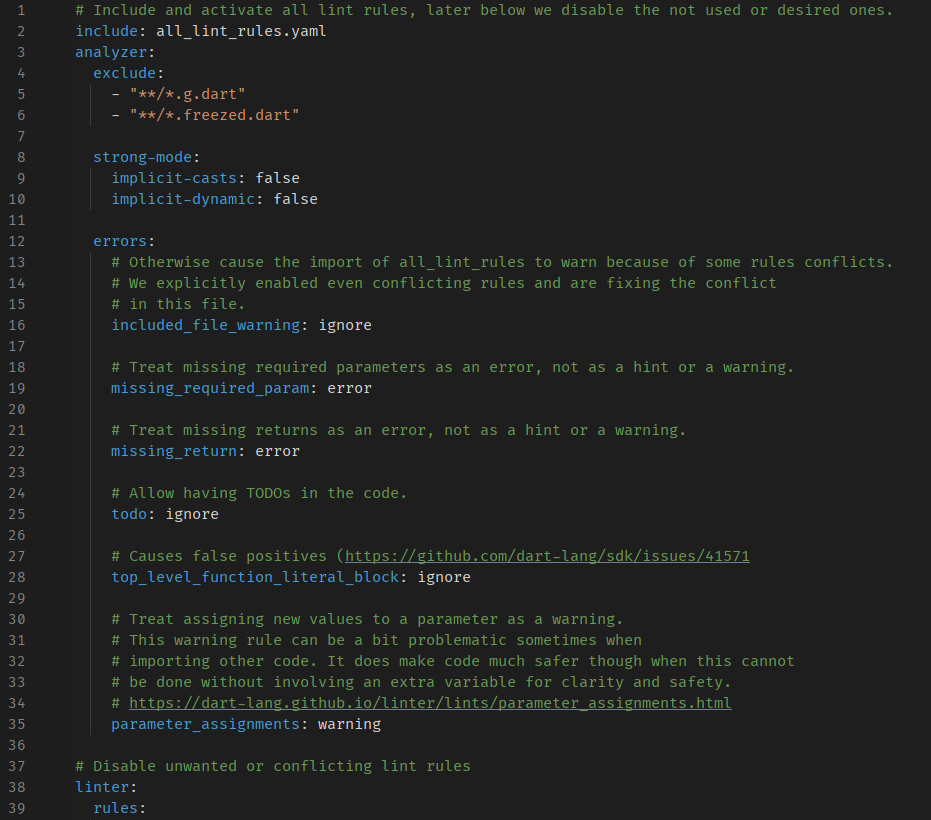 1 # Include and activate all lint rules, later below we disable the not used or desired ones.
2 include: all_lint_rules.yaml
3 analyzer:
4   exclude:
5     - "**/*.g.dart"
6     - "**/*.freezed.dart"
7
8   strong-mode:
9     implicit-casts: false
10     implicit-dynamic: false
11
12   errors:
13     # Otherwise cause the import of all_lint_rules to warn because of some rules conflicts.
14     # We explicitly enabled even conflicting rules and are fixing the conflict
15     # in this file.
16     included_file_warning: ignore
17
18     # Treat missing required parameters as an error, not as a hint or a warning.
19     missing_required_param: error
20
21     # Treat missing returns as an error, not as a hint or a warning.
22     missing_return: error
23
24     # Allow having TODOs in the code.
25     todo: ignore
26
27     # Causes false positives (https://github.com/dart-lang/sdk/issues/41571
28     top_level_function_literal_block: ignore
29
30     # Treat assigning new values to a parameter as a warning.
31     # This warning rule can be a bit problematic sometimes when
32     # importing other code. It does make code much safer though when this cannot
33     # be done without involving an extra variable for clarity and safety.
34     # https://dart-lang.github.io/linter/lints/parameter_assignments.html
35     parameter_assignments: warning
36
37 # Disable unwanted or conflicting lint rules
38 linter:
39   rules: